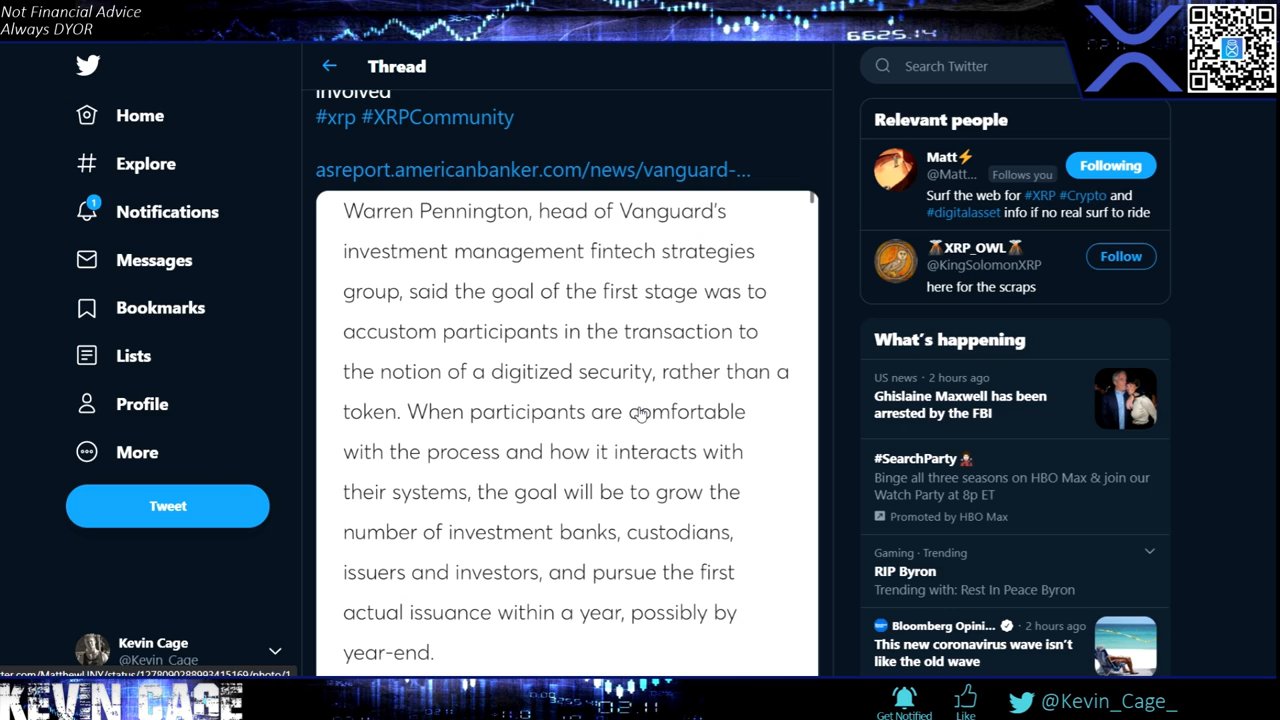 Not Financial Advice
Always DYOR
6625.14
Home
Explore
1
Notifications
Messages
Bookmarks
Lists
Profile
More
Tweet
Kevin Cage
@Kevin_Cage
Thread
involved
#xrp #XRPCommunity
asreport.americanbanker.com/news/vanguard-...
Warren Pennington, head of Vanguard's
investment management fintech strategies
group, said the goal of the first stage was to
accustom participants in the transaction to
the notion of a digitized security, rather than a
token. When participants are comfortable
with the process and how it interacts with
their systems, the goal will be to grow the
number of investment banks, custodians,
issuers and investors, and pursue the first
actual issuance within a year, possibly by
year-end.
Search Twitter
Relevant people
Matt⚡
@Matt... Follows you
Following
Surf the web for #XRP #Crypto and
#digitalasset info if no real surf to ride
XRP_OWL
@KingSolomonXRP
Follow
here for the scraps
What's happening
US news · 2 hours ago
Ghislaine Maxwell has been
arrested by the FBI
#SearchParty
Binge all three seasons on HBO Max & join our
Watch Party at 8p ET
Promoted by HBO Max
Gaming · Trending
RIP Byron
Trending with: Rest In Peace Byron
Bloomberg Opini... · 2 hours ago
This new coronavirus wave isn't
like the old wave
KEVIN CAGE
Get Notified
Like
@Kevin_Cage_